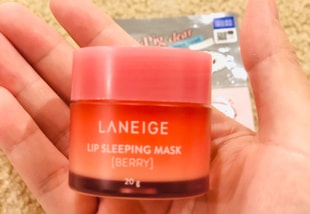 LANEIGE
LIP SLEEPING MASK
[BERRY]
20 g